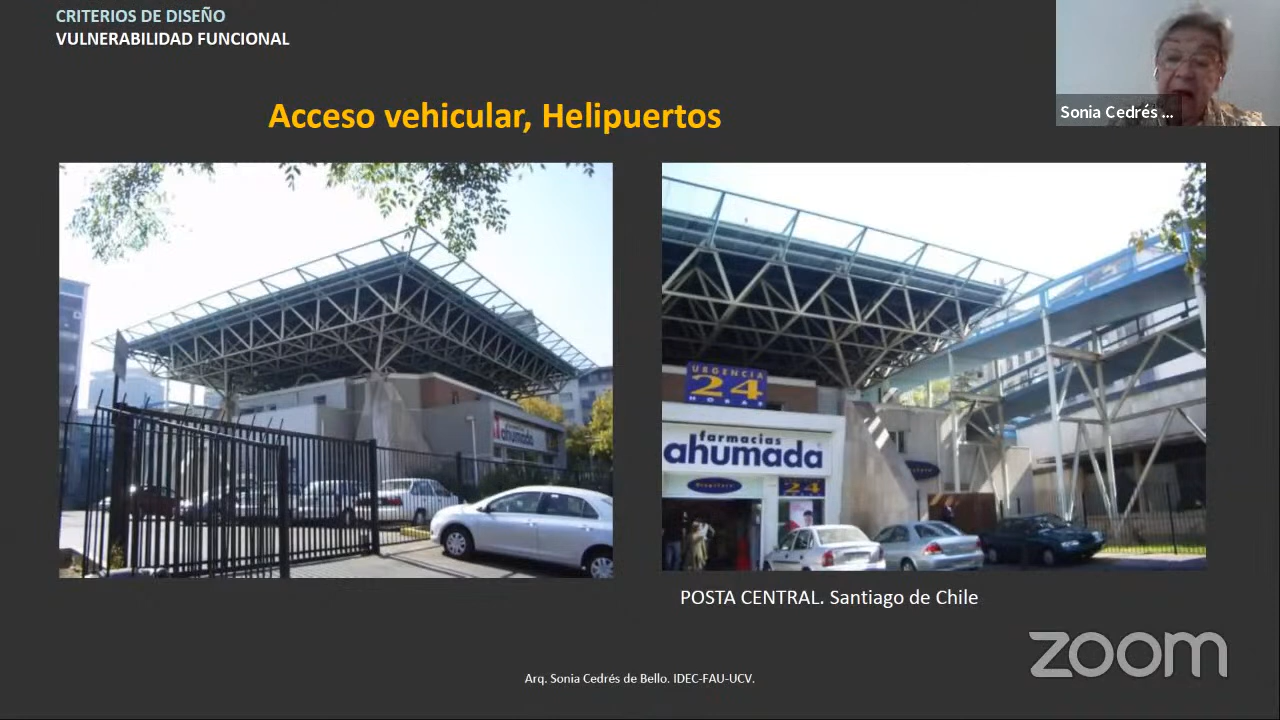 CRITERIOS DE DISEÑO
VULNERABILIDAD FUNCIONAL
Sonia Cedrés ...
Acceso vehicular, Helipuertos
ahumada
URGENCIA
24
HORAS
farmacias
ahumada
24
POSTA CENTRAL. Santiago de Chile
zoom
Arq. Sonia Cedrés de Bello. IDEC-FAU-UCV.